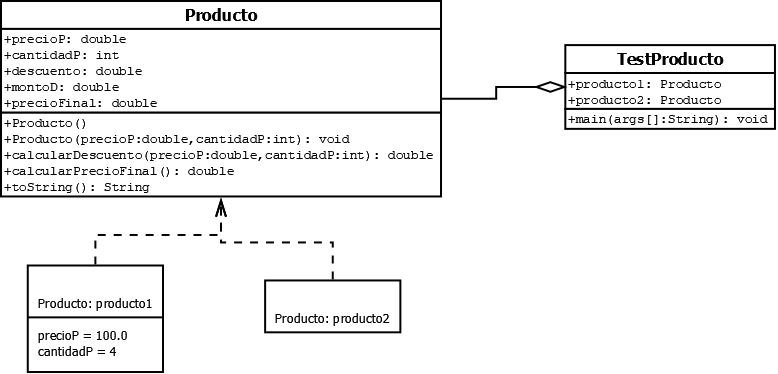 Producto
+precioP: double
+cantidadP: int
+descuento: double
+montoD: double
+precioFinal: double
+Producto()
+Producto(precioP:double,cantidadP:int): void
+calcularDescuento(precioP:double,cantidadP:int): double
+calcularPrecioFinal(): double
+toString(): String
TestProducto
+producto1: Producto
+producto2: Producto
+main(args[]:String): void
Producto: producto1
precioP = 100.0
cantidadP = 4
Producto: producto2